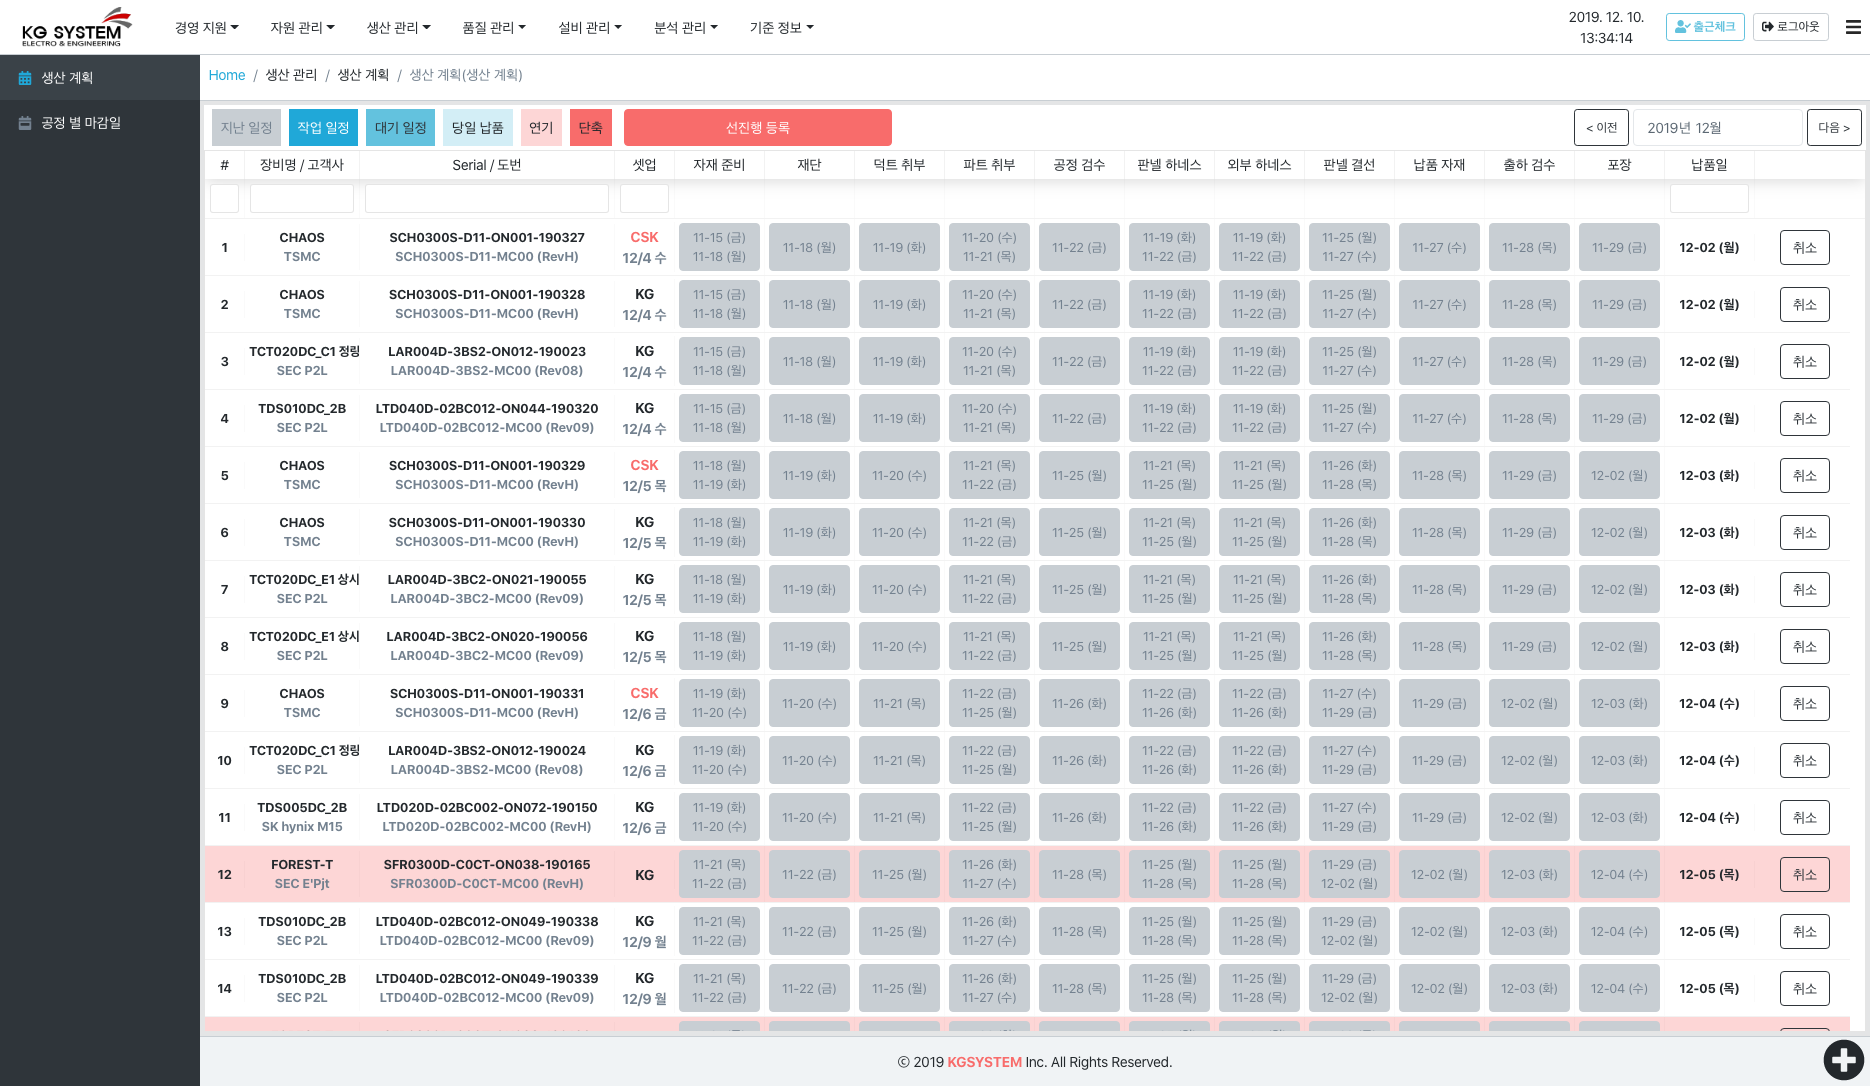 KG SYSTEM
ELECTRO & ENGINEERING
경영 지원 자원 관리 생산 관리 품질 관리 설비 관리 분석 관리 기준 정보
2019. 12. 10.
13:34:14
출근체크 로그아웃
생산 계획
공정 별 마감일
Home / 생산 관리 / 생산 계획 / 생산 계획(생산 계획)
지난 일정 작업 일정 대기 일정 당일 납품 연기 단축 선진행 등록 < 이전 2019년 12월 다음 >
# 장비명 / 고객사 Serial / 도번 셋업 자재 준비 재단 덕트 취부 파트 취부 공정 검수 판넬 하네스 외부 하네스 판넬 결선 납품 자재 출하 검수 포장 납품일
1 CHAOS SCH0300S-D11-ON001-190327 CSK 11-15 (금) 11-18 (월) 11-19 (화) 11-20 (수) 11-22 (금) 11-19 (화) 11-19 (화) 11-25 (월) 11-27 (수) 11-28 (목) 11-29 (금) 12-02 (월) 취소
TSMC SCH0300S-D11-MC00 (RevH) 12/4 수 11-18 (월) 11-21 (목) 11-22 (금) 11-22 (금) 11-27 (수)
2 CHAOS SCH0300S-D11-ON001-190328 KG 11-15 (금) 11-18 (월) 11-19 (화) 11-20 (수) 11-22 (금) 11-19 (화) 11-19 (화) 11-25 (월) 11-27 (수) 11-28 (목) 11-29 (금) 12-02 (월) 취소
TSMC SCH0300S-D11-MC00 (RevH) 12/4 수 11-18 (월) 11-21 (목) 11-22 (금) 11-22 (금) 11-27 (수)
3 TCT020DC_C1 정링 LAR004D-3BS2-ON012-190023 KG 11-15 (금) 11-18 (월) 11-19 (화) 11-20 (수) 11-22 (금) 11-19 (화) 11-19 (화) 11-25 (월) 11-27 (수) 11-28 (목) 11-29 (금) 12-02 (월) 취소
SEC P2L LAR004D-3BS2-MC00 (Rev08) 12/4 수 11-18 (월) 11-21 (목) 11-22 (금) 11-22 (금) 11-27 (수)
4 TDS010DC_2B LTD040D-02BC012-ON044-190320 KG 11-15 (금) 11-18 (월) 11-19 (화) 11-20 (수) 11-22 (금) 11-19 (화) 11-19 (화) 11-25 (월) 11-27 (수) 11-28 (목) 11-29 (금) 12-02 (월) 취소
SEC P2L LTD040D-02BC012-MC00 (Rev09) 12/4 수 11-18 (월) 11-21 (목) 11-22 (금) 11-22 (금) 11-27 (수)
5 CHAOS SCH0300S-D11-ON001-190329 CSK 11-18 (월) 11-19 (화) 11-20 (수) 11-21 (목) 11-25 (월) 11-21 (목) 11-21 (목) 11-26 (화) 11-28 (목) 11-29 (금) 12-02 (월) 12-03 (화) 취소
TSMC SCH0300S-D11-MC00 (RevH) 12/5 목 11-19 (화) 11-22 (금) 11-25 (월) 11-25 (월) 11-28 (목)
6 CHAOS SCH0300S-D11-ON001-190330 KG 11-18 (월) 11-19 (화) 11-20 (수) 11-21 (목) 11-25 (월) 11-21 (목) 11-21 (목) 11-26 (화) 11-28 (목) 11-29 (금) 12-02 (월) 12-03 (화) 취소
TSMC SCH0300S-D11-MC00 (RevH) 12/5 목 11-19 (화) 11-22 (금) 11-25 (월) 11-25 (월) 11-28 (목)
7 TCT020DC_E1 상시 LAR004D-3BC2-ON021-190055 KG 11-18 (월) 11-19 (화) 11-20 (수) 11-21 (목) 11-25 (월) 11-21 (목) 11-21 (목) 11-26 (화) 11-28 (목) 11-29 (금) 12-02 (월) 12-03 (화) 취소
SEC P2L LAR004D-3BC2-MC00 (Rev09) 12/5 목 11-19 (화) 11-22 (금) 11-25 (월) 11-25 (월) 11-28 (목)
8 TCT020DC_E1 상시 LAR004D-3BC2-ON020-190056 KG 11-18 (월) 11-19 (화) 11-20 (수) 11-21 (목) 11-25 (월) 11-21 (목) 11-21 (목) 11-26 (화) 11-28 (목) 11-29 (금) 12-02 (월) 12-03 (화) 취소
SEC P2L LAR004D-3BC2-MC00 (Rev09) 12/5 목 11-19 (화) 11-22 (금) 11-25 (월) 11-25 (월) 11-28 (목)
9 CHAOS SCH0300S-D11-ON001-190331 CSK 11-19 (화) 11-20 (수) 11-21 (목) 11-22 (금) 11-26 (화) 11-22 (금) 11-22 (금) 11-27 (수) 11-29 (금) 12-02 (월) 12-03 (화) 12-04 (수) 취소
TSMC SCH0300S-D11-MC00 (RevH) 12/6 금 11-20 (수) 11-25 (월) 11-26 (화) 11-26 (화) 11-29 (금)
10 TCT020DC_C1 정링 LAR004D-3BS2-ON012-190024 KG 11-19 (화) 11-20 (수) 11-21 (목) 11-22 (금) 11-26 (화) 11-22 (금) 11-22 (금) 11-27 (수) 11-29 (금) 12-02 (월) 12-03 (화) 12-04 (수) 취소
SEC P2L LAR004D-3BS2-MC00 (Rev08) 12/6 금 11-20 (수) 11-25 (월) 11-26 (화) 11-26 (화) 11-29 (금)
11 TDS005DC_2B LTD020D-02BC002-ON072-190150 KG 11-19 (화) 11-20 (수) 11-21 (목) 11-22 (금) 11-26 (화) 11-22 (금) 11-22 (금) 11-27 (수) 11-29 (금) 12-02 (월) 12-03 (화) 12-04 (수) 취소
SK hynix M15 LTD020D-02BC002-MC00 (RevH) 12/6 금 11-20 (수) 11-25 (월) 11-26 (화) 11-26 (화) 11-29 (금)
12 FOREST-T SFR0300D-C0CT-ON038-190165 KG 11-21 (목) 11-22 (금) 11-25 (월) 11-26 (화) 11-28 (목) 11-25 (월) 11-25 (월) 11-29 (금) 12-02 (월) 12-03 (화) 12-04 (수) 12-05 (목) 취소
SEC E'Pjt SFR0300D-C0CT-MC00 (RevH) 11-22 (금) 11-27 (수) 11-28 (목) 11-28 (목) 12-02 (월)
13 TDS010DC_2B LTD040D-02BC012-ON049-190338 KG 11-21 (목) 11-22 (금) 11-25 (월) 11-26 (화) 11-28 (목) 11-25 (월) 11-25 (월) 11-29 (금) 12-02 (월) 12-03 (화) 12-04 (수) 12-05 (목) 취소
SEC P2L LTD040D-02BC012-MC00 (Rev09) 12/9 월 11-22 (금) 11-27 (수) 11-28 (목) 11-28 (목) 12-02 (월)
14 TDS010DC_2B LTD040D-02BC012-ON049-190339 KG 11-21 (목) 11-22 (금) 11-25 (월) 11-26 (화) 11-28 (목) 11-25 (월) 11-25 (월) 11-29 (금) 12-02 (월) 12-03 (화) 12-04 (수) 12-05 (목) 취소
SEC P2L LTD040D-02BC012-MC00 (Rev09) 12/9 월 11-22 (금) 11-27 (수) 11-28 (목) 11-28 (목) 12-02 (월)
© 2019 KGSYSTEM Inc. All Rights Reserved.